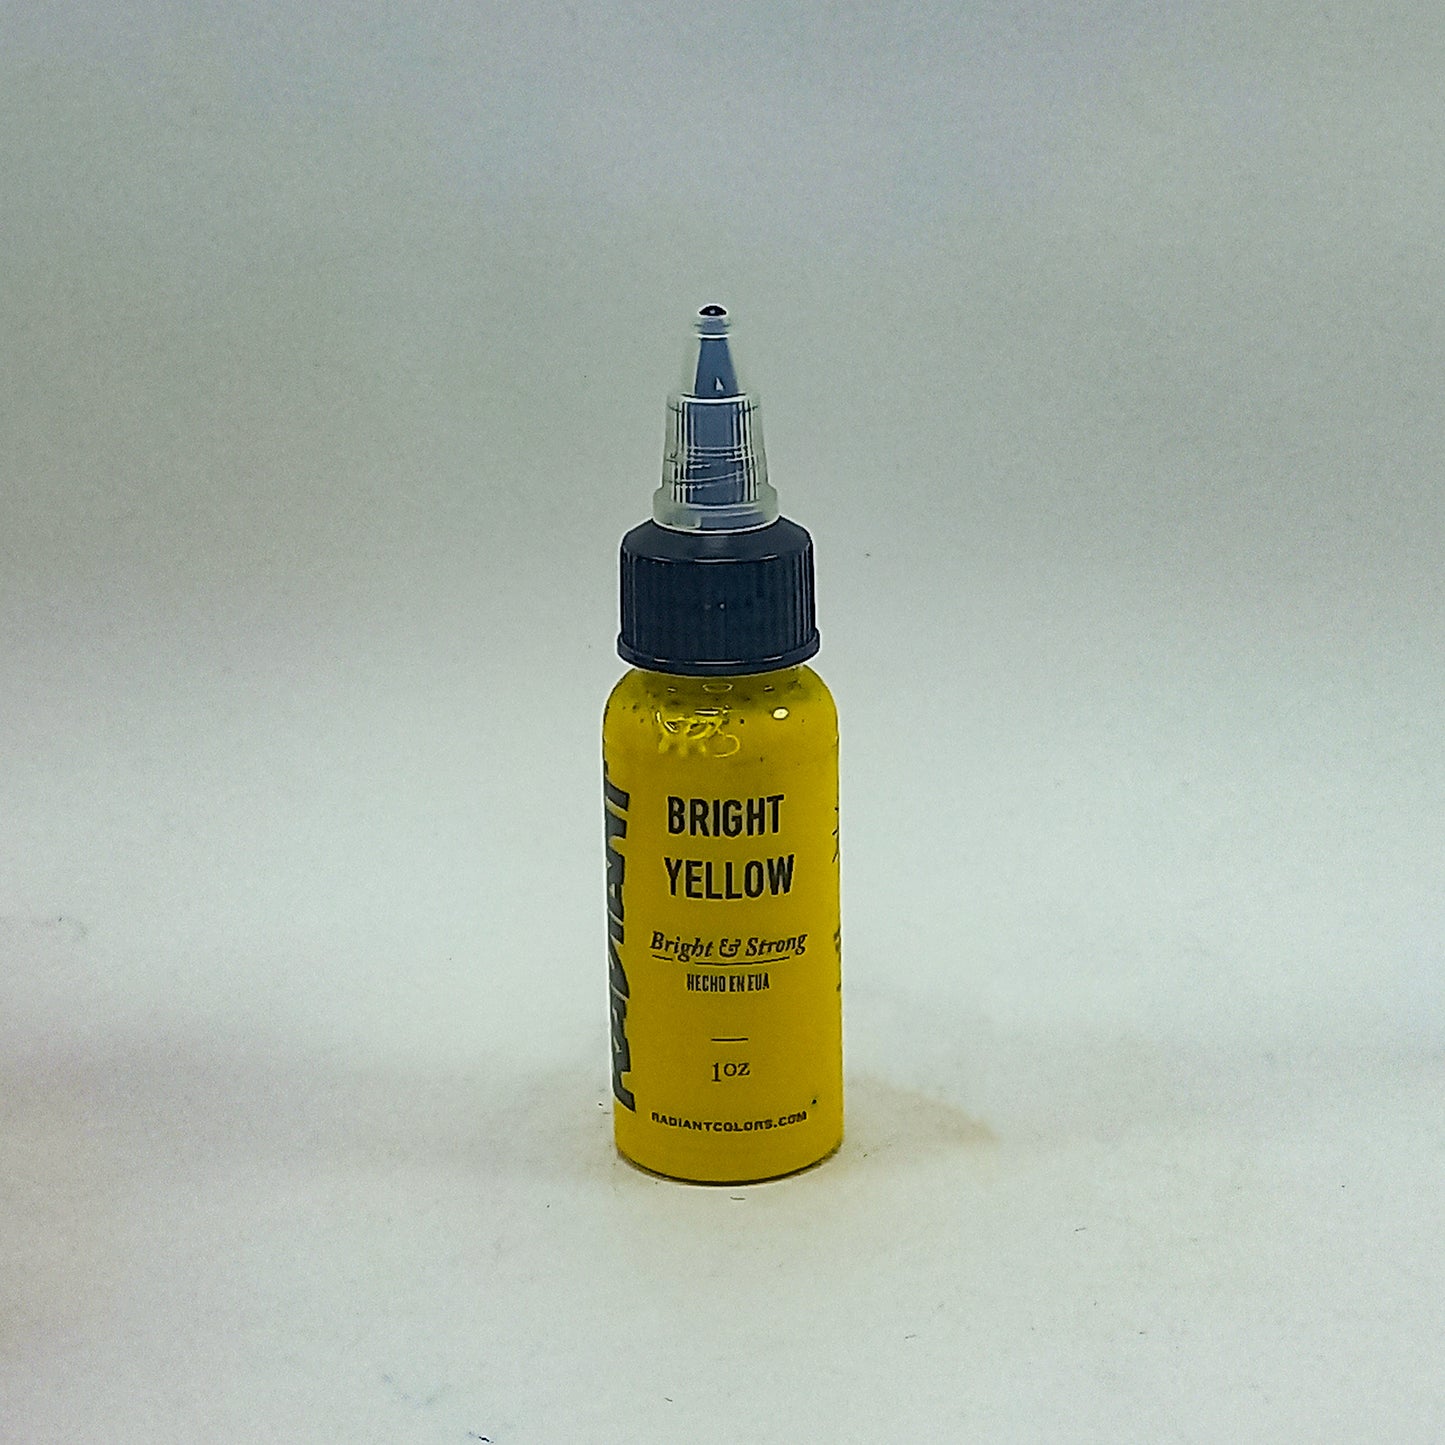 RADIANT
BRIGHT
YELLOW
Bright & Strong
HECHO EN EUA
1OZ
RADIANTCOLORS.COM